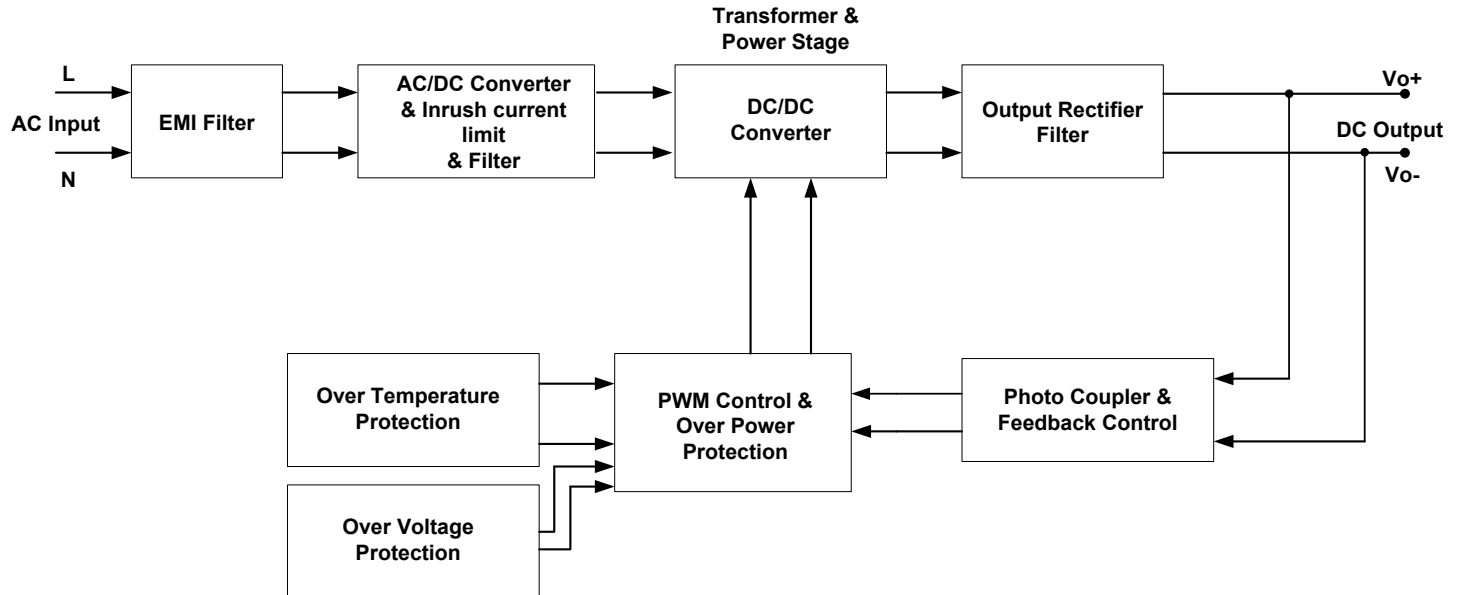 Transformer &
Power Stage
L
AC Input
N
EMI Filter
AC/DC Converter
& Inrush current
limit
& Filter
DC/DC
Converter
Output Rectifier
Filter
Vo+
DC Output
Vo-
Over Temperature
Protection
PWM Control &
Over Power
Protection
Photo Coupler &
Feedback Control
Over Voltage
Protection